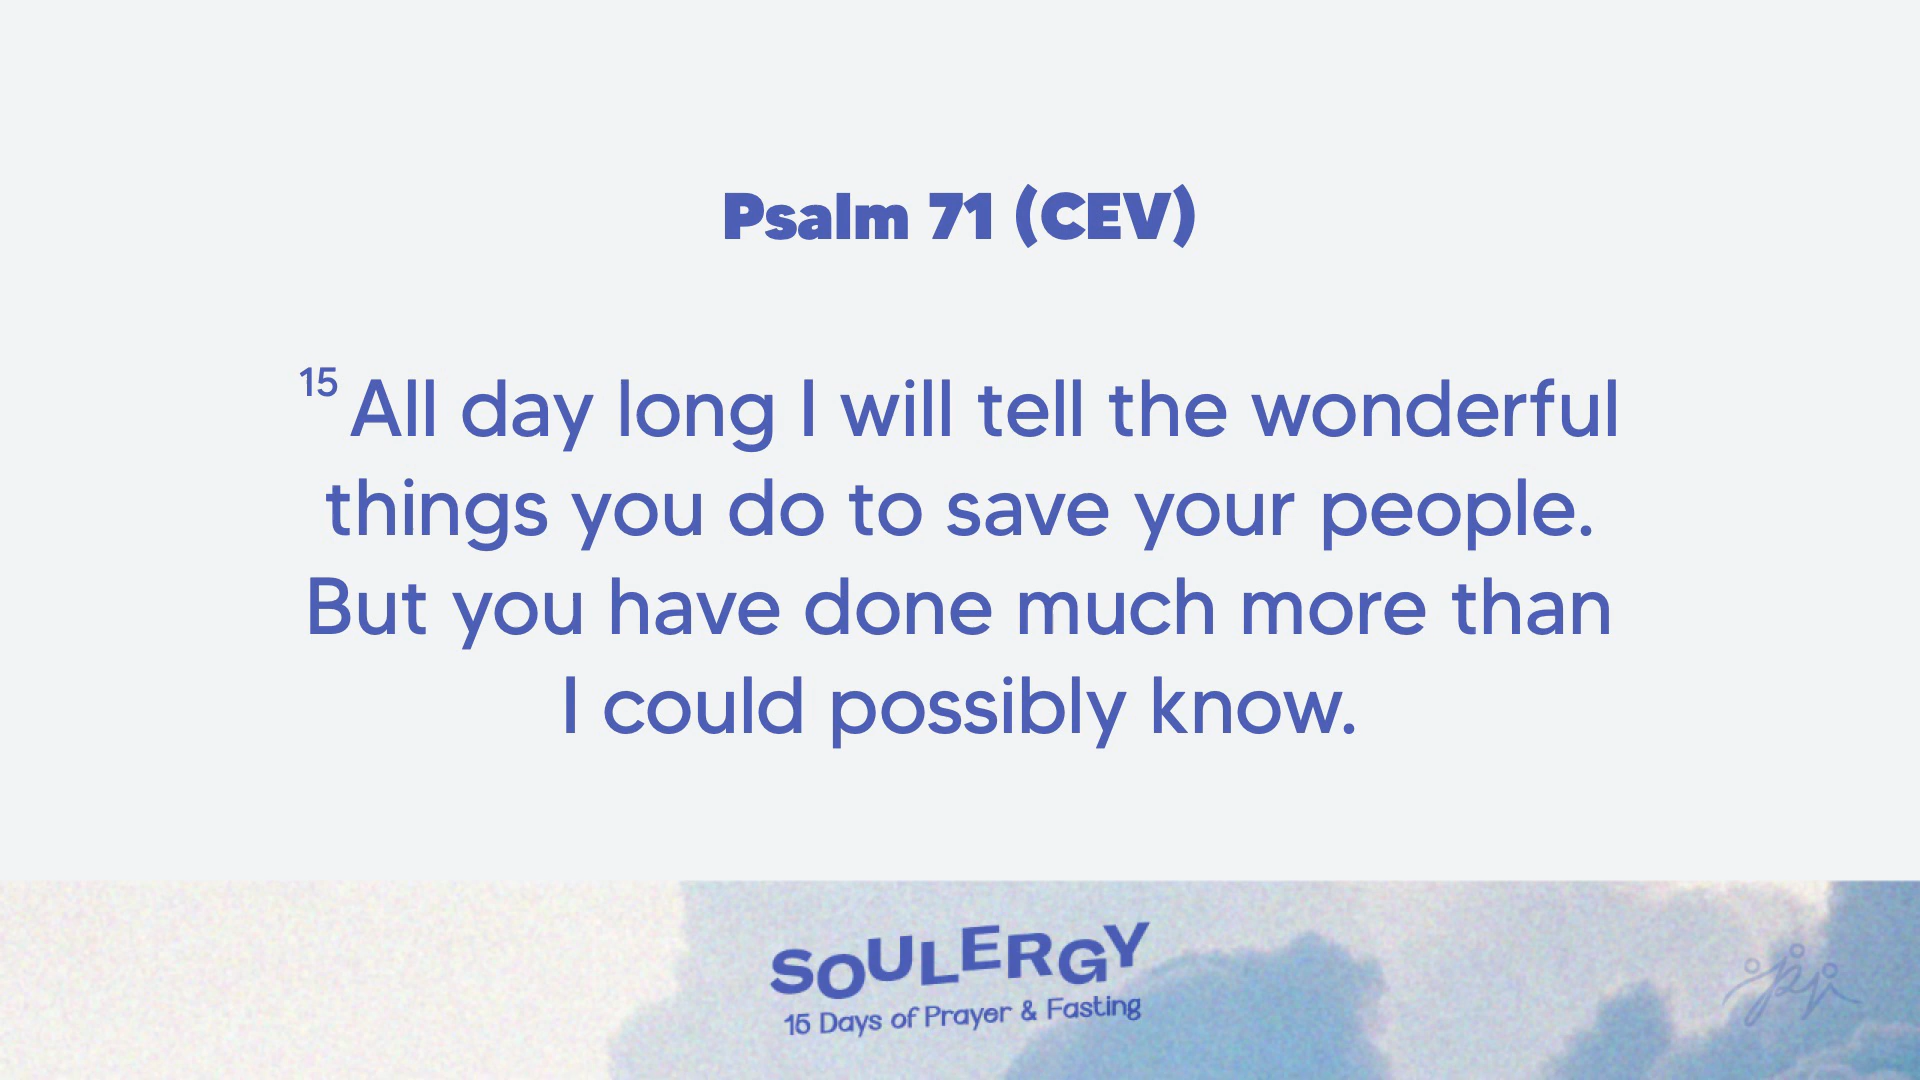 Psalm 71 (CEV)
15 All day long I will tell the wonderful
things you do to save your people.
But you have done much more than
I could possibly know.
SOULERGY
15 Days of Prayer & Fasting